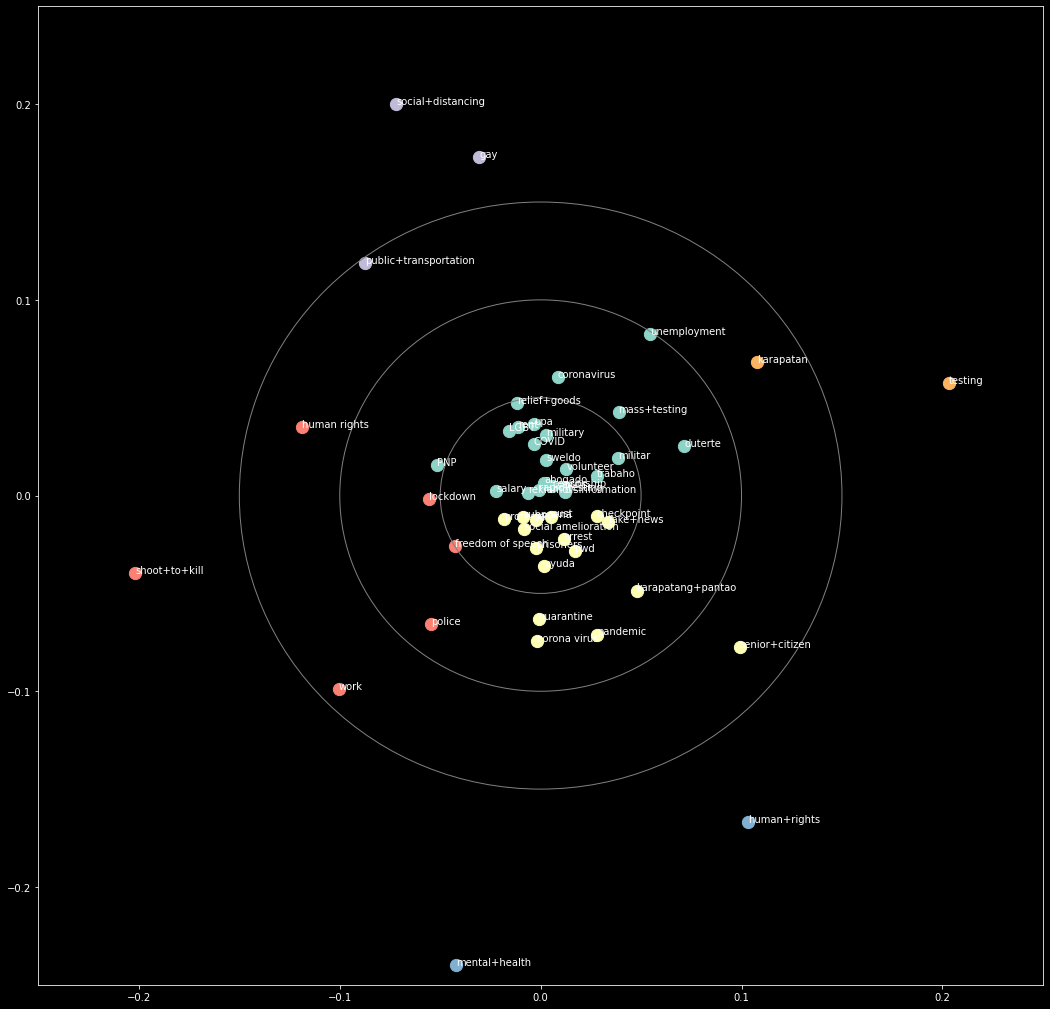 0.2
social+distancing
gay
public+transportation
0.1
unemployment
karapatan
testing
coronavirus
relief+goods
mass+testing
upa
human rights
LGBT
military
COVID
duterte
PNP
sweldo
militar
volunteer
trabaho
abogado
salary
0.0
lockdown
checkpoint
fake+news
social amelioration
arrest
freedom of speech
prisoners
pwd
ayuda
shoot+to+kill
karapatang+pantao
quarantine
police
pandemic
corona virus
senior+citizen
work
−0.1
human+rights
−0.2
mental+health
−0.2
−0.1
0.0
0.1
0.2